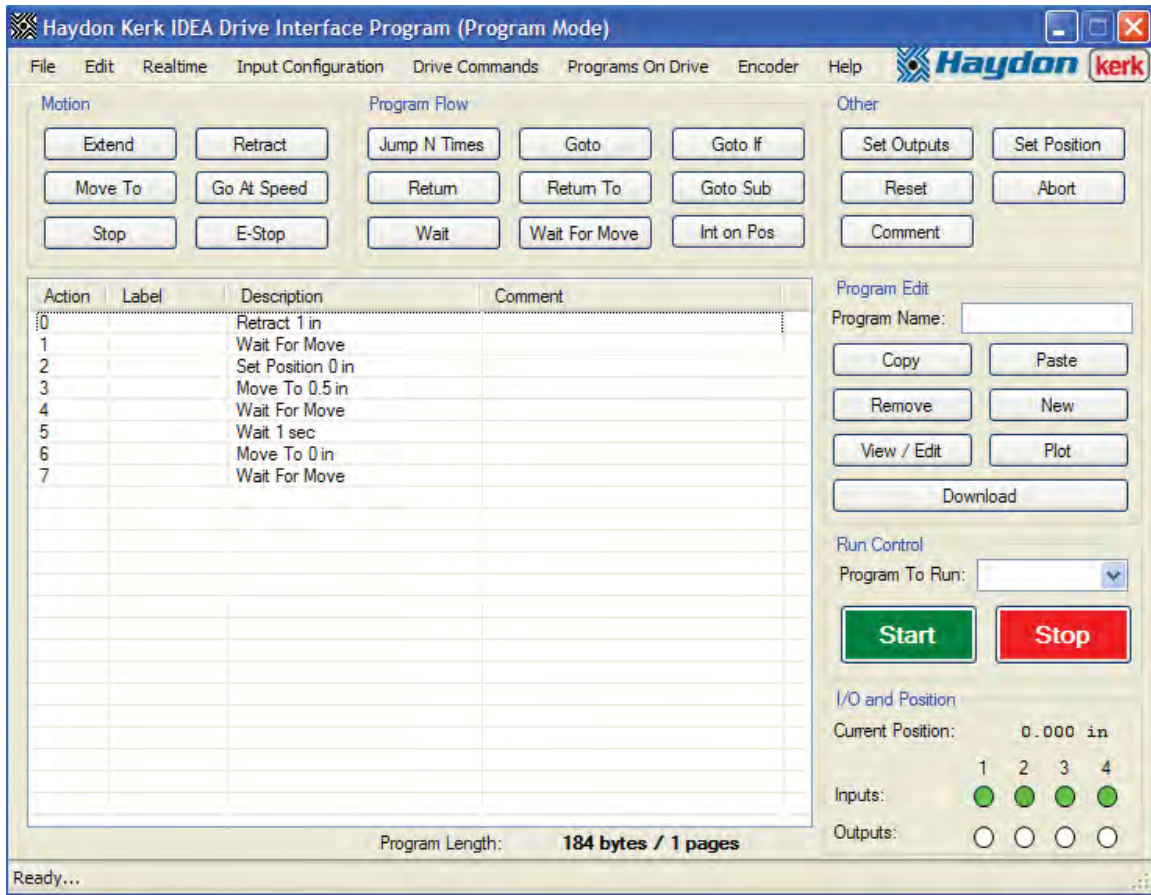 Haydon Kerk IDEA Drive Interface Program (Program Mode)
File Edit Realtime Input Configuration Drive Commands Programs On Drive Encoder Help Haydon kerk
Motion Program Flow Other
Extend Retract Jump N Times Goto Goto If Set Outputs Set Position
Move To Go At Speed Return Return To Goto Sub Reset Abort
Stop E-Stop Wait Wait For Move Int on Pos Comment
Action Label Description Comment
0 Retract 1 in
1 Wait For Move
2 Set Position 0 in
3 Move To 0.5 in
4 Wait For Move
5 Wait 1 sec
6 Move To 0 in
7 Wait For Move
Program Length: 184 bytes / 1 pages
Program Edit
Program Name:
Copy Paste
Remove New
View / Edit Plot
Download
Run Control
Program To Run:
Start Stop
I/O and Position
Current Position: 0.000 in
1 2 3 4
Inputs:
Outputs:
Ready...